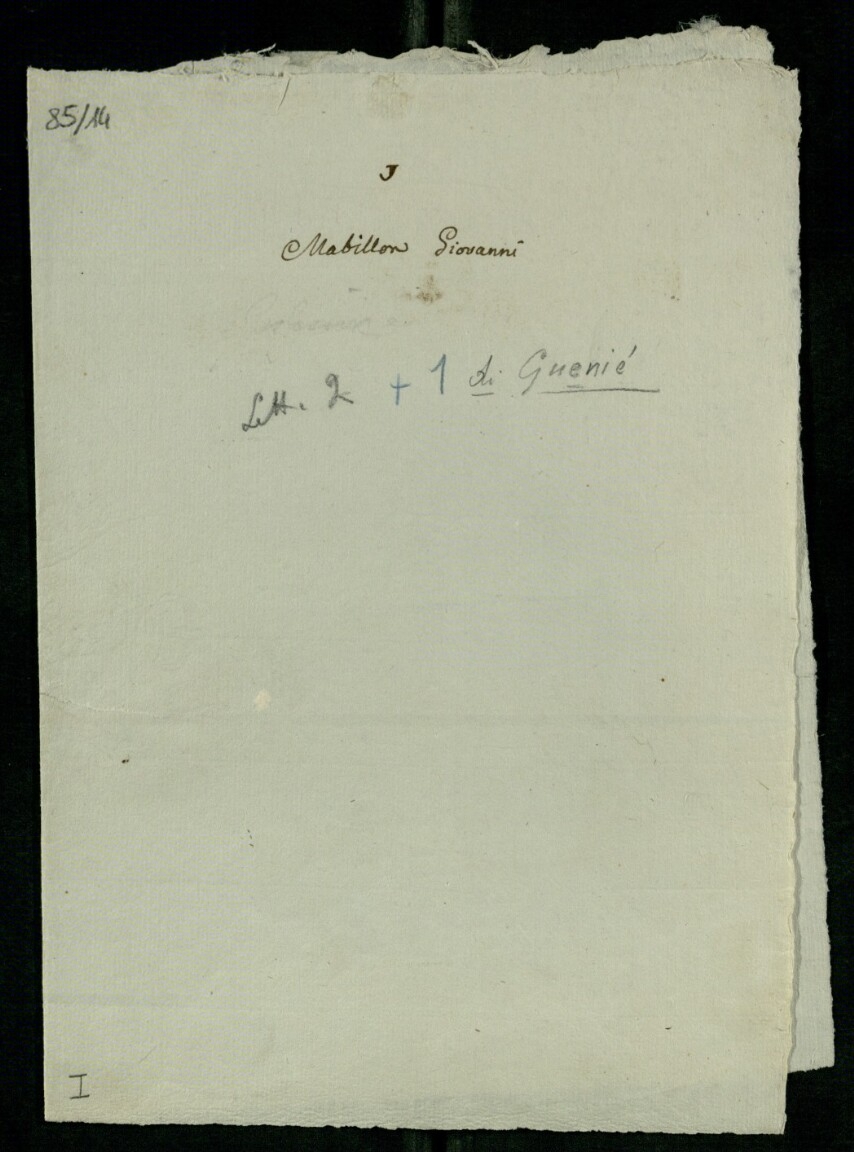 85/14
J
Mabillon Giovanni
Lett. 2 + 1 di Guenié
I